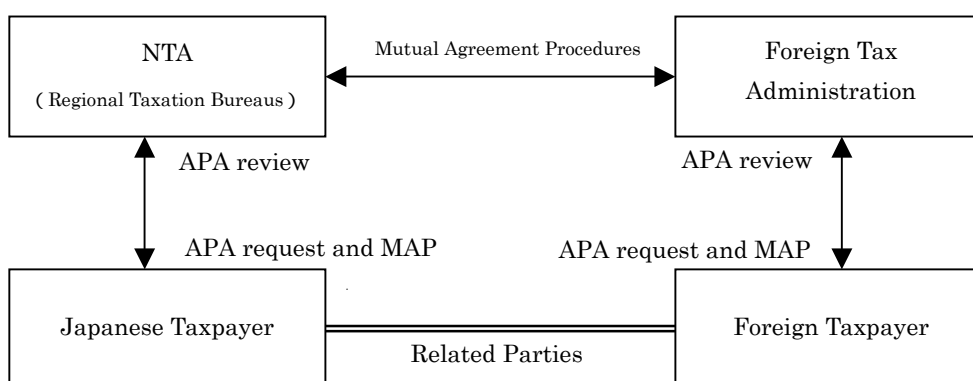 NTA
( Regional Taxation Bureaus )
Mutual Agreement Procedures
Foreign Tax
Administration
APA review
APA review
APA request and MAP
APA request and MAP
Japanese Taxpayer
Related Parties
Foreign Taxpayer